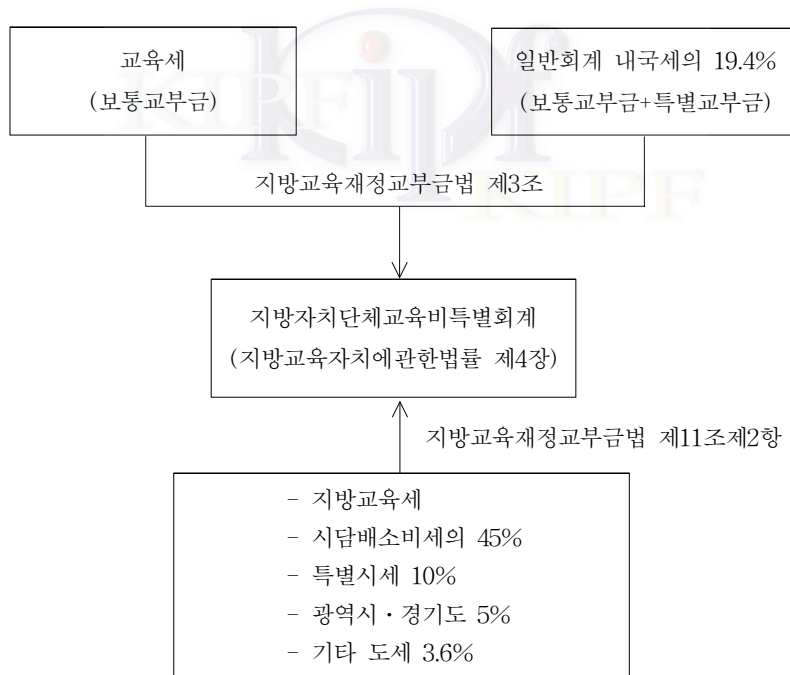 교육세
(보통교부금)
일반회계 내국세의 19.4%
(보통교부금+특별교부금)
지방교육재정교부금법 제3조
지방자치단체교육비특별회계
(지방교육자치에관한법률 제4장)
지방교육재정교부금법 제11조제2항
- 지방교육세
- 시담배소비세의 45%
- 특별시세 10%
- 광역시·경기도 5%
- 기타 도세 3.6%
KIPF
kipf
KIPF